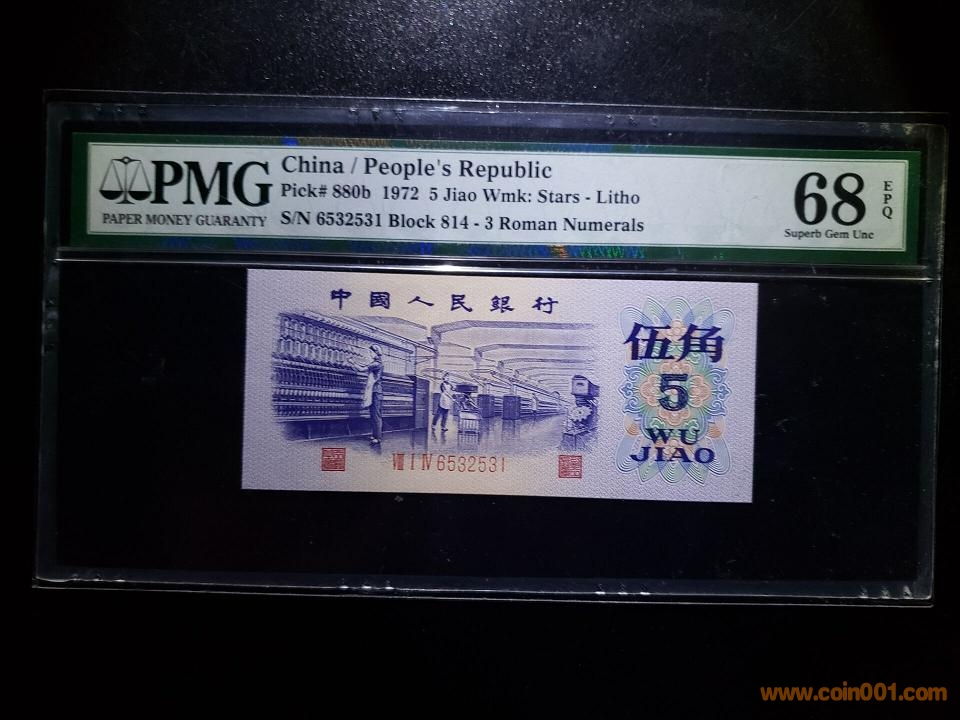 PMG
PAPER MONEY GUARANTY
China / People's Republic
Pick# 880b 1972 5 Jiao Wmk: Stars - Litho
S/N 6532531 Block 814 - 3 Roman Numerals
68
EPQ
Superb Gem Unc
中國人民銀行
伍角
5
WU
JIAO
VIII I IV 6532531
www.coin001.com